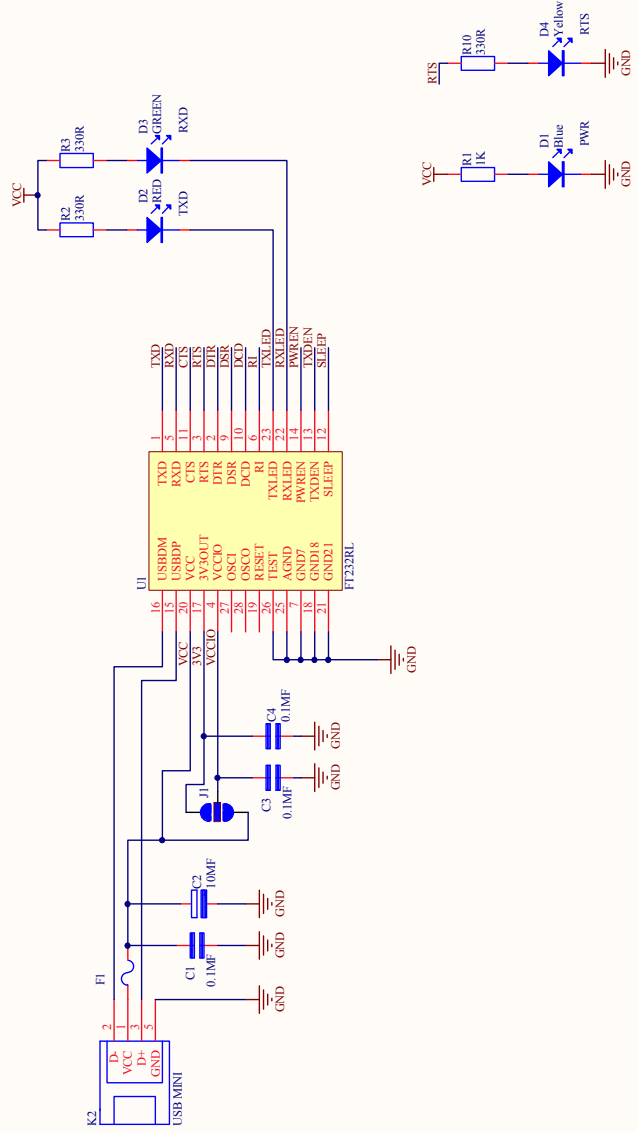 K2
USB MINI
D-
VCC
D+
GND
2
1
3
5
F1
C1
0.1MF
C2
10MF
GND
GND
GND
J1
C3
0.1MF
C4
0.1MF
GND
GND
VCC
3V3
VCCIO
GND
16
15
20
17
4
27
28
19
26
25
7
18
21
U1
FT232RL
USBDM
USBDP
VCC
3V3OUT
VCCIO
OSCI
OSCO
RESET
TEST
AGND
GND7
GND18
GND21
TXD
RXD
CTS
RTS
DTR
DSR
DCD
RI
TXLED
RXLED
PWREN
TXDEN
SLEEP
1
5
11
3
2
9
10
6
23
22
14
13
12
TXD
RXD
CTS
RTS
DTR
DSR
DCD
RI
TXLED
RXLED
PWREN
TXDEN
SLEEP
VCC
R2
330R
D2
RED
TXD
R3
330R
D3
GREEN
RXD
VCC
R1
1K
D1
Blue
PWR
GND
RTS
R10
330R
D4
Yellow
RTS
GND